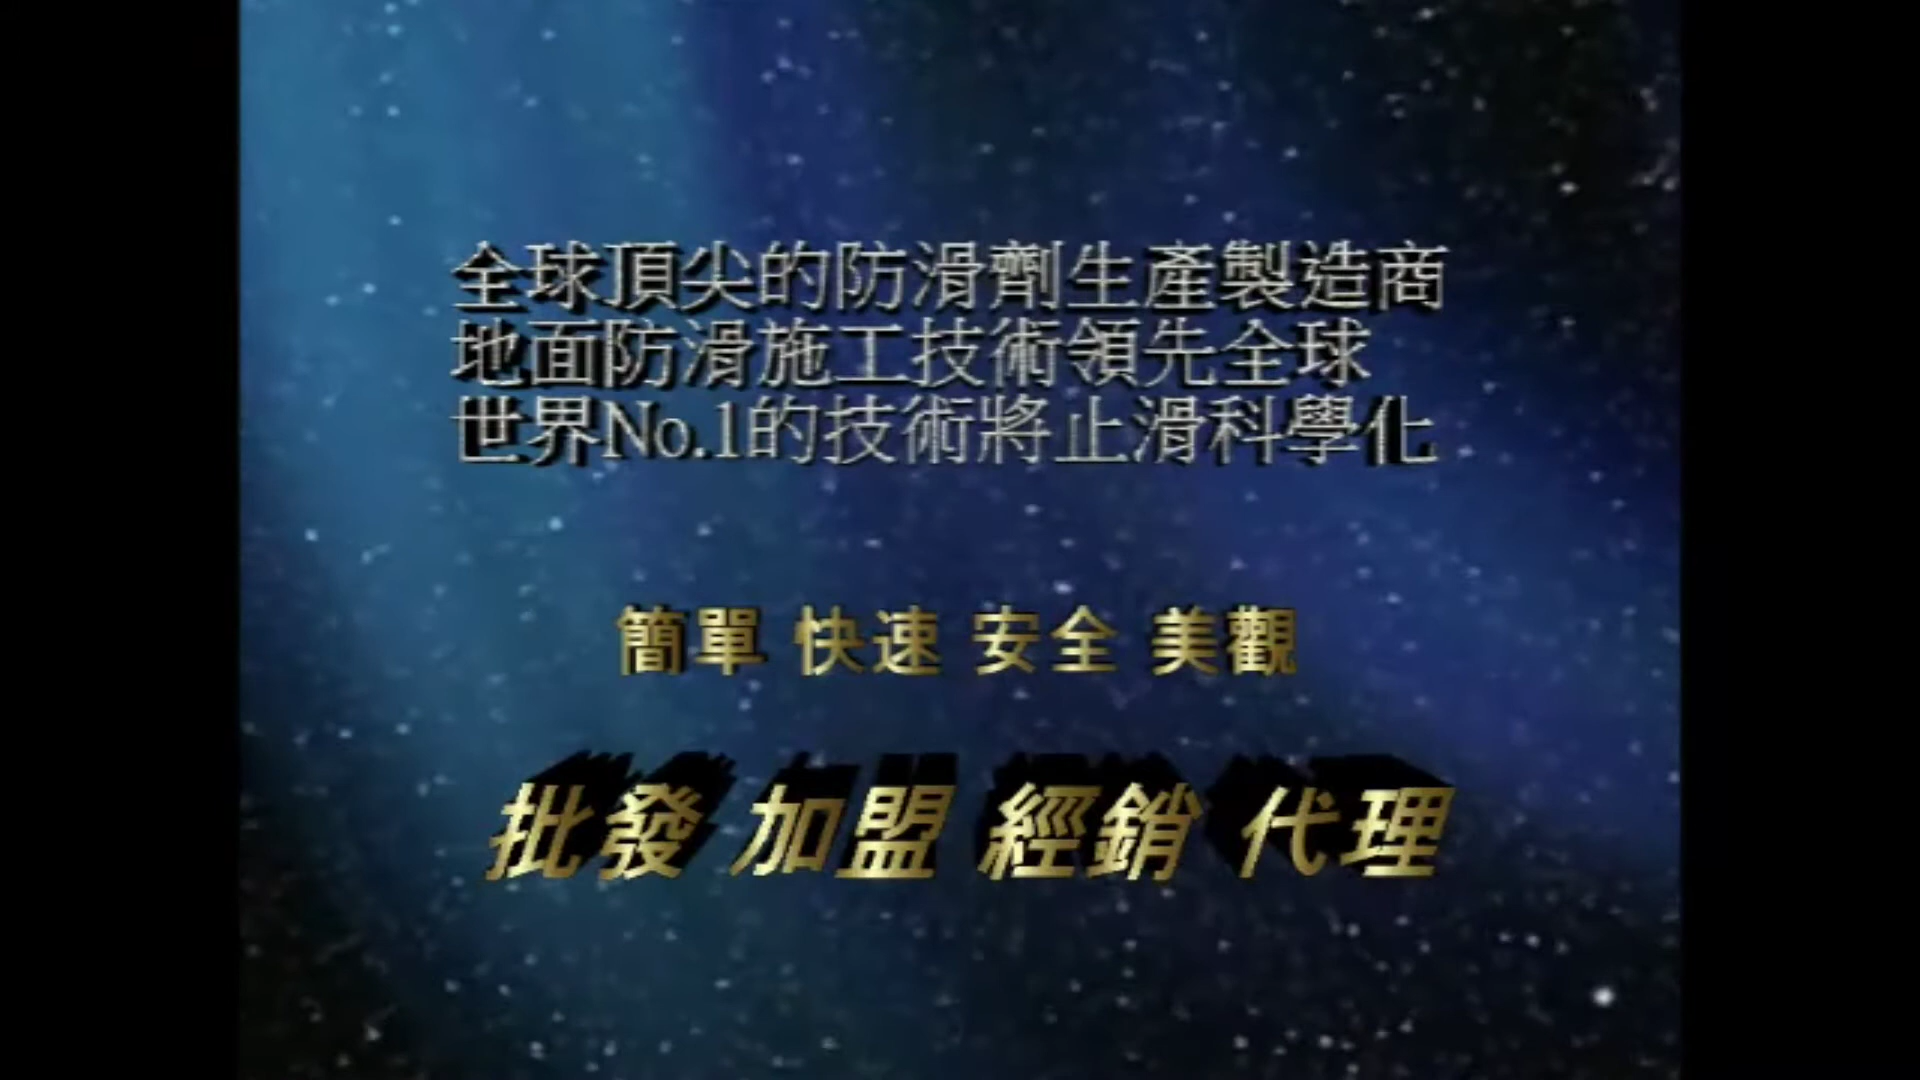 全球頂尖的防滑劑生產製造商
地面防滑施工技術領先全球
世界No.1的技術將止滑科學化
簡單 快速 安全 美觀
批發 加盟 經銷 代理